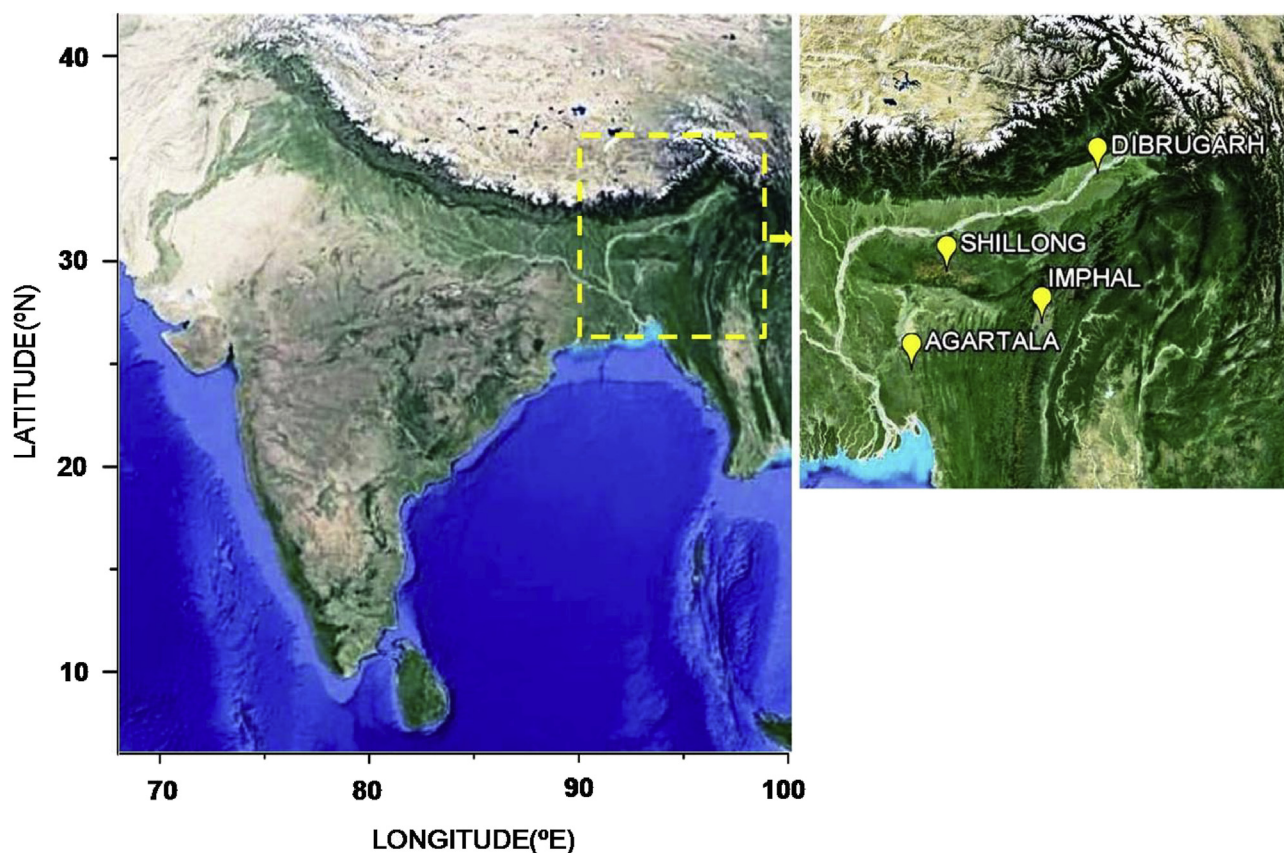 40
30
20
10
LATITUDE(ºN)
70
80
90
100
LONGITUDE(ºE)
DIBRUGARH
SHILLONG
IMPHAL
AGARTALA